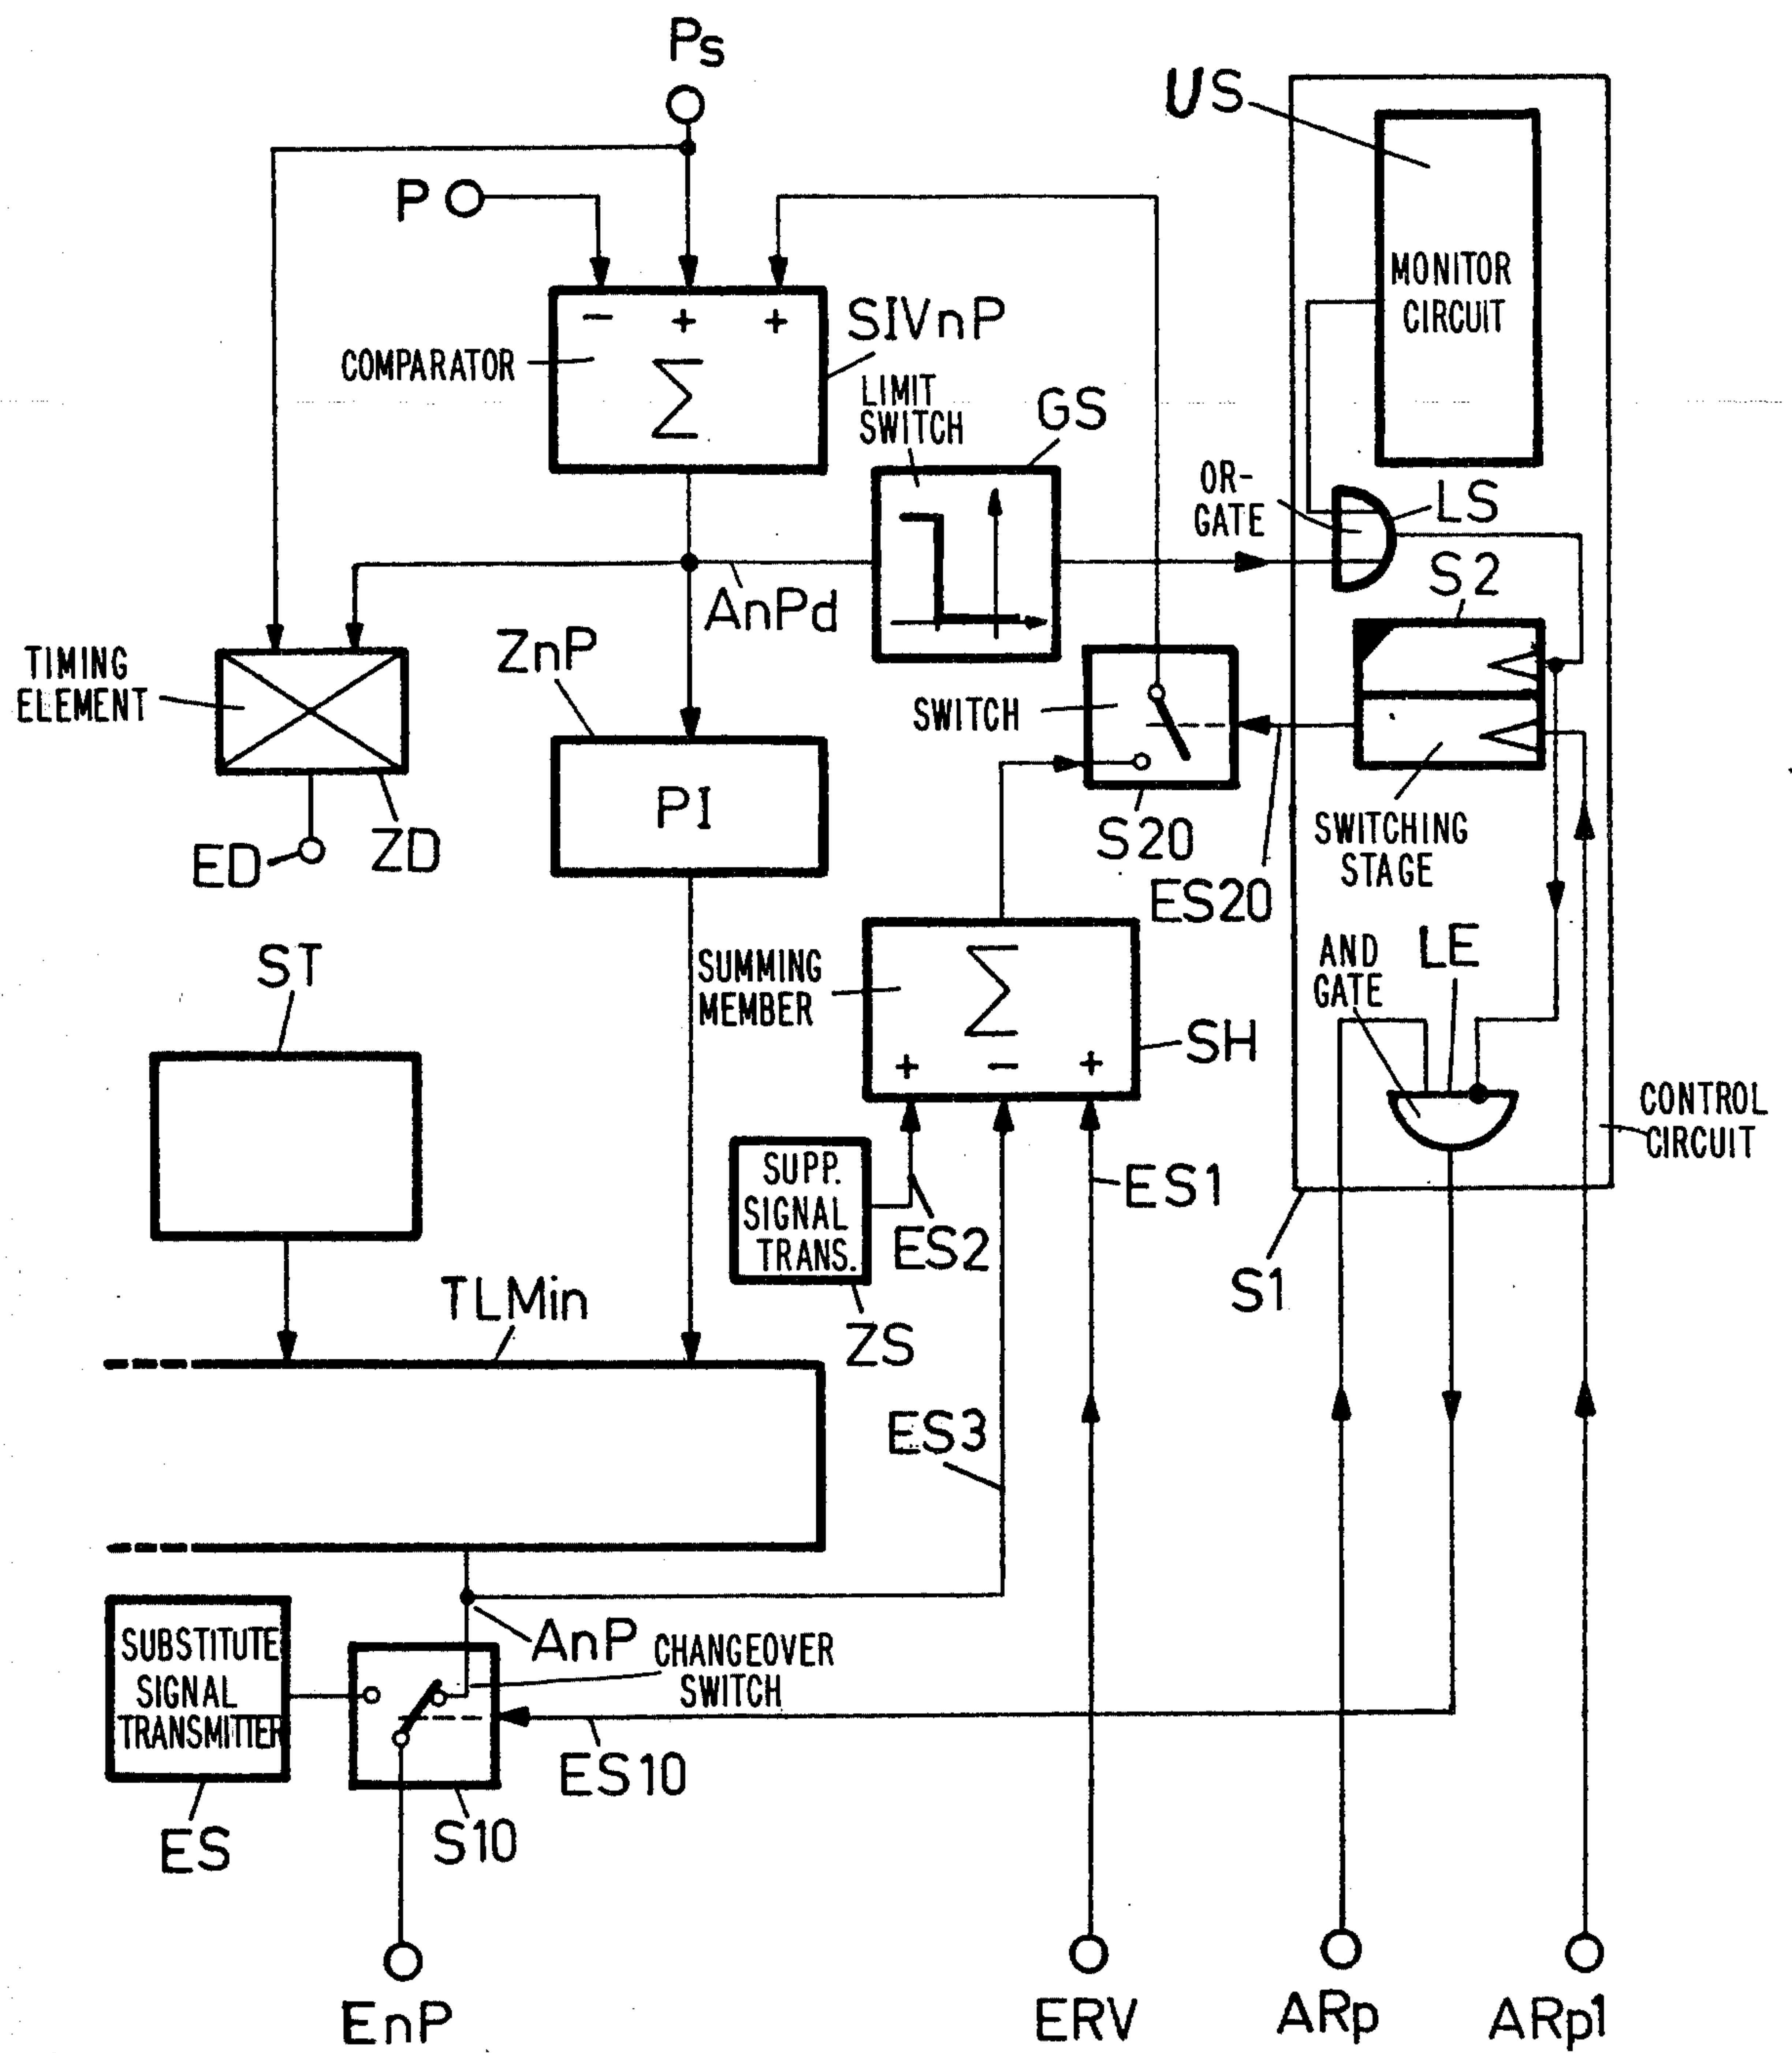 Ps
US
P
MONITOR
CIRCUIT
- + +
SIVnP
COMPARATOR
Σ
LIMIT
SWITCH
GS
OR-
GATE
LS
S2
AnPd
ZnP
TIMING
ELEMENT
SWITCH
PI
ED
ZD
S20
SWITCHING
STAGE
ES20
ST
SUMMING
MEMBER
Σ
AND
GATE
LE
SH
+ - +
CONTROL
CIRCUIT
SUPP.
SIGNAL
TRANS.
ES1
ES2
S1
TLMin
ZS
ES3
SUBSTITUTE
SIGNAL
TRANSMITTER
AnP
CHANGEOVER
SWITCH
ES10
ES
S10
EnP
ERV
ARp
ARp1